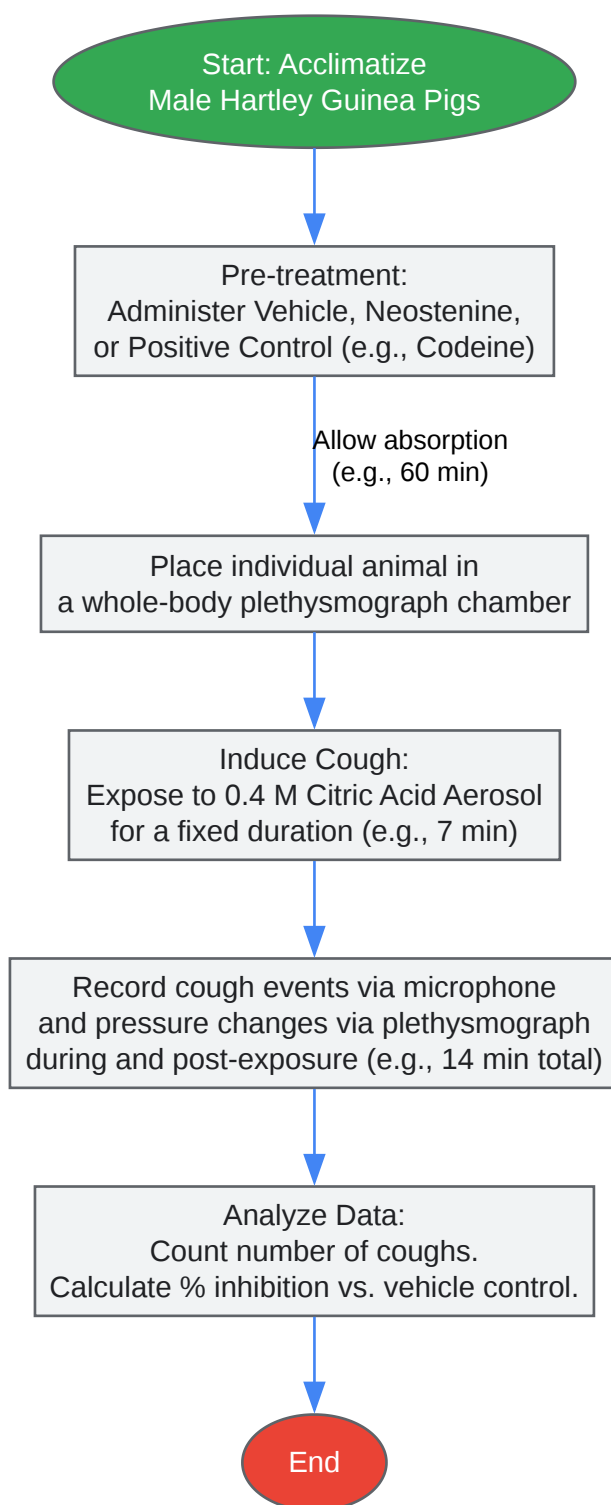 Start: Acclimatize
Male Hartley Guinea Pigs
Pre-treatment:
Administer Vehicle, Neostenine,
or Positive Control (e.g., Codeine)
Allow absorption
(e.g., 60 min)
Place individual animal in
a whole-body plethysmograph chamber
Induce Cough:
Expose to 0.4 M Citric Acid Aerosol
for a fixed duration (e.g., 7 min)
Record cough events via microphone
and pressure changes via plethysmograph
during and post-exposure (e.g., 14 min total)
Analyze Data:
Count number of coughs.
Calculate % inhibition vs. vehicle control.
End